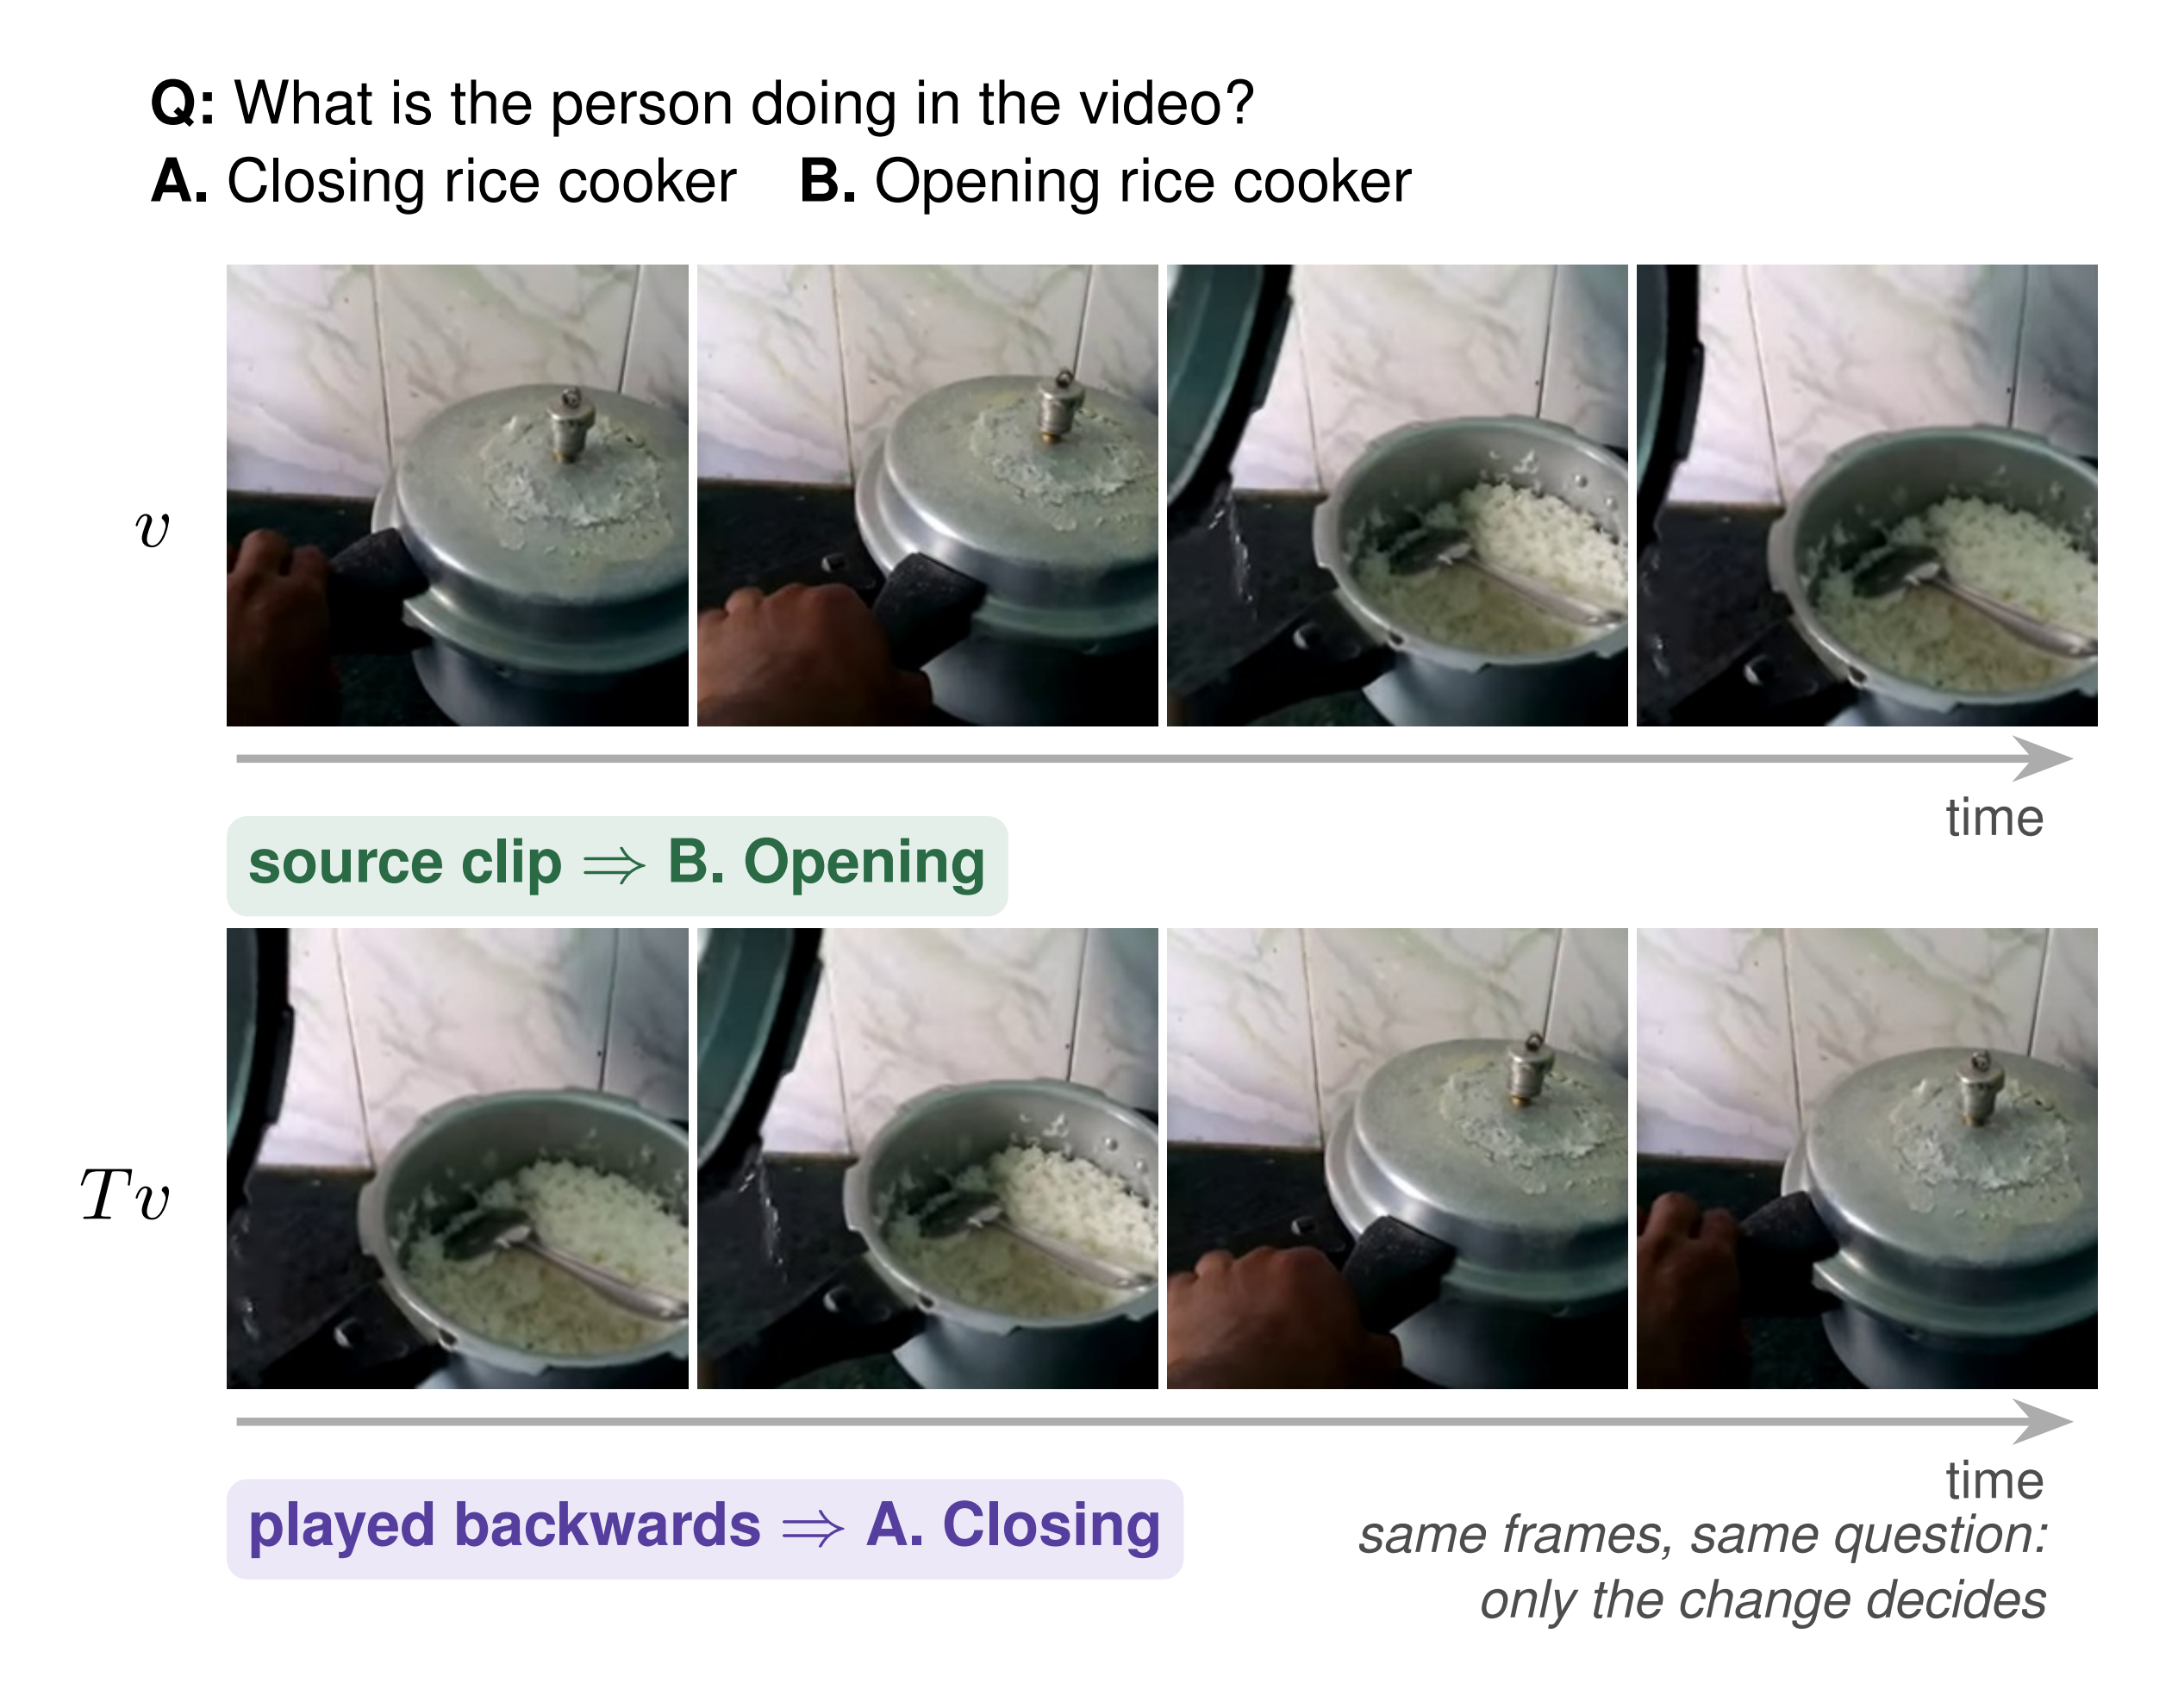 Q: What is the person doing in the video?
A. Closing rice cooker B. Opening rice cooker
v
time
source clip ⇒ B. Opening
Tv
time
played backwards ⇒ A. Closing
same frames, same question:
only the change decides